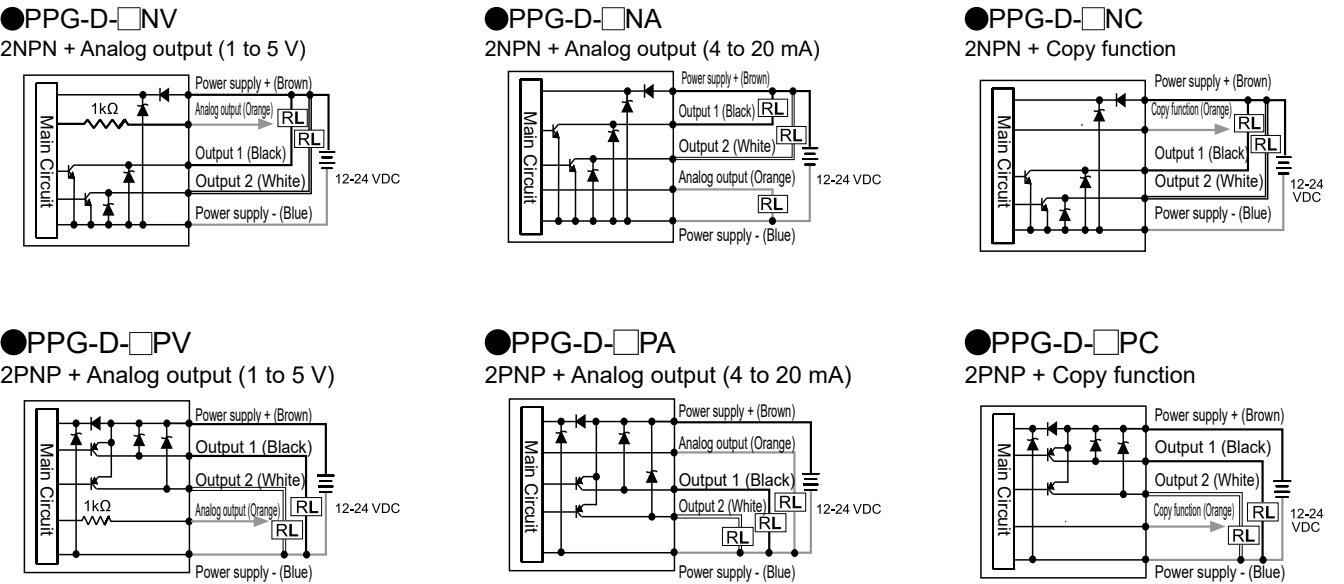 ●PPG-D-□NV
2NPN + Analog output (1 to 5 V)
Main Circuit
1kΩ
Power supply + (Brown)
Analog output (Orange)
RL
RL
Output 1 (Black)
Output 2 (White)
12-24 VDC
Power supply - (Blue)
●PPG-D-□NA
2NPN + Analog output (4 to 20 mA)
Main Circuit
Power supply + (Brown)
Output 1 (Black)
RL
RL
Output 2 (White)
Analog output (Orange)
12-24 VDC
RL
Power supply - (Blue)
●PPG-D-□NC
2NPN + Copy function
Main Circuit
Power supply + (Brown)
Copy function (Orange)
RL
RL
Output 1 (Black)
Output 2 (White)
12-24
VDC
Power supply - (Blue)
●PPG-D-□PV
2PNP + Analog output (1 to 5 V)
Main Circuit
Power supply + (Brown)
Output 1 (Black)
Output 2 (White)
1kΩ
Analog output (Orange)
RL
RL
12-24 VDC
Power supply - (Blue)
●PPG-D-□PA
2PNP + Analog output (4 to 20 mA)
Main Circuit
Power supply + (Brown)
Analog output (Orange)
Output 1 (Black)
Output 2 (White)
RL
RL
RL
12-24 VDC
Power supply - (Blue)
●PPG-D-□PC
2PNP + Copy function
Main Circuit
Power supply + (Brown)
Output 1 (Black)
Output 2 (White)
Copy function (Orange)
RL
RL
12-24
VDC
Power supply - (Blue)